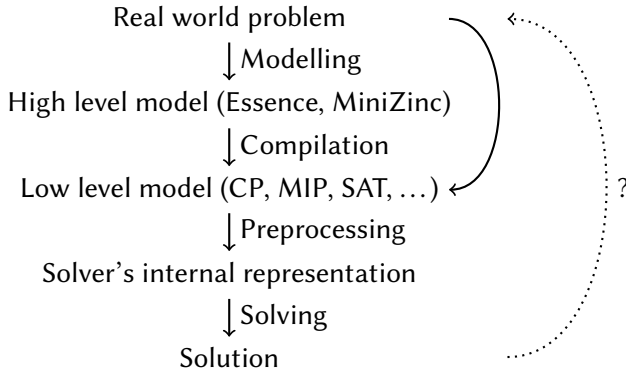 Real world problem
Modelling
High level model (Essence, MiniZinc)
Compilation
Low level model (CP, MIP, SAT, …)
?
Preprocessing
Solver's internal representation
Solving
Solution